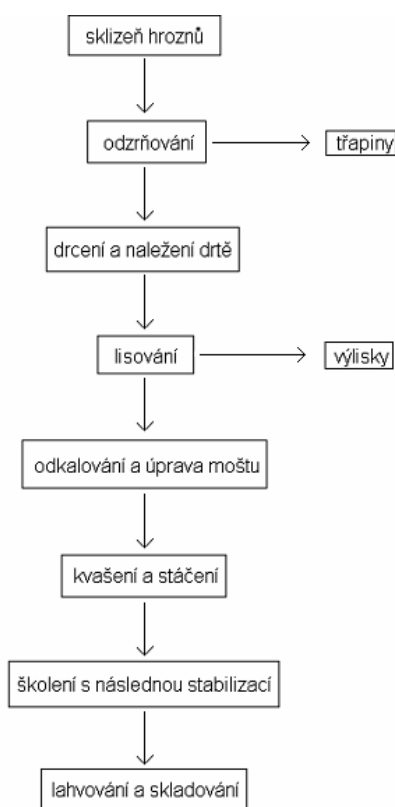 sklizeň hroznů
odzrňování
třapiny
drcení a naležení drtě
lisování
výlisky
odkalování a úprava moštu
kvašení a stáčení
školení s následnou stabilizací
lahvování a skladování